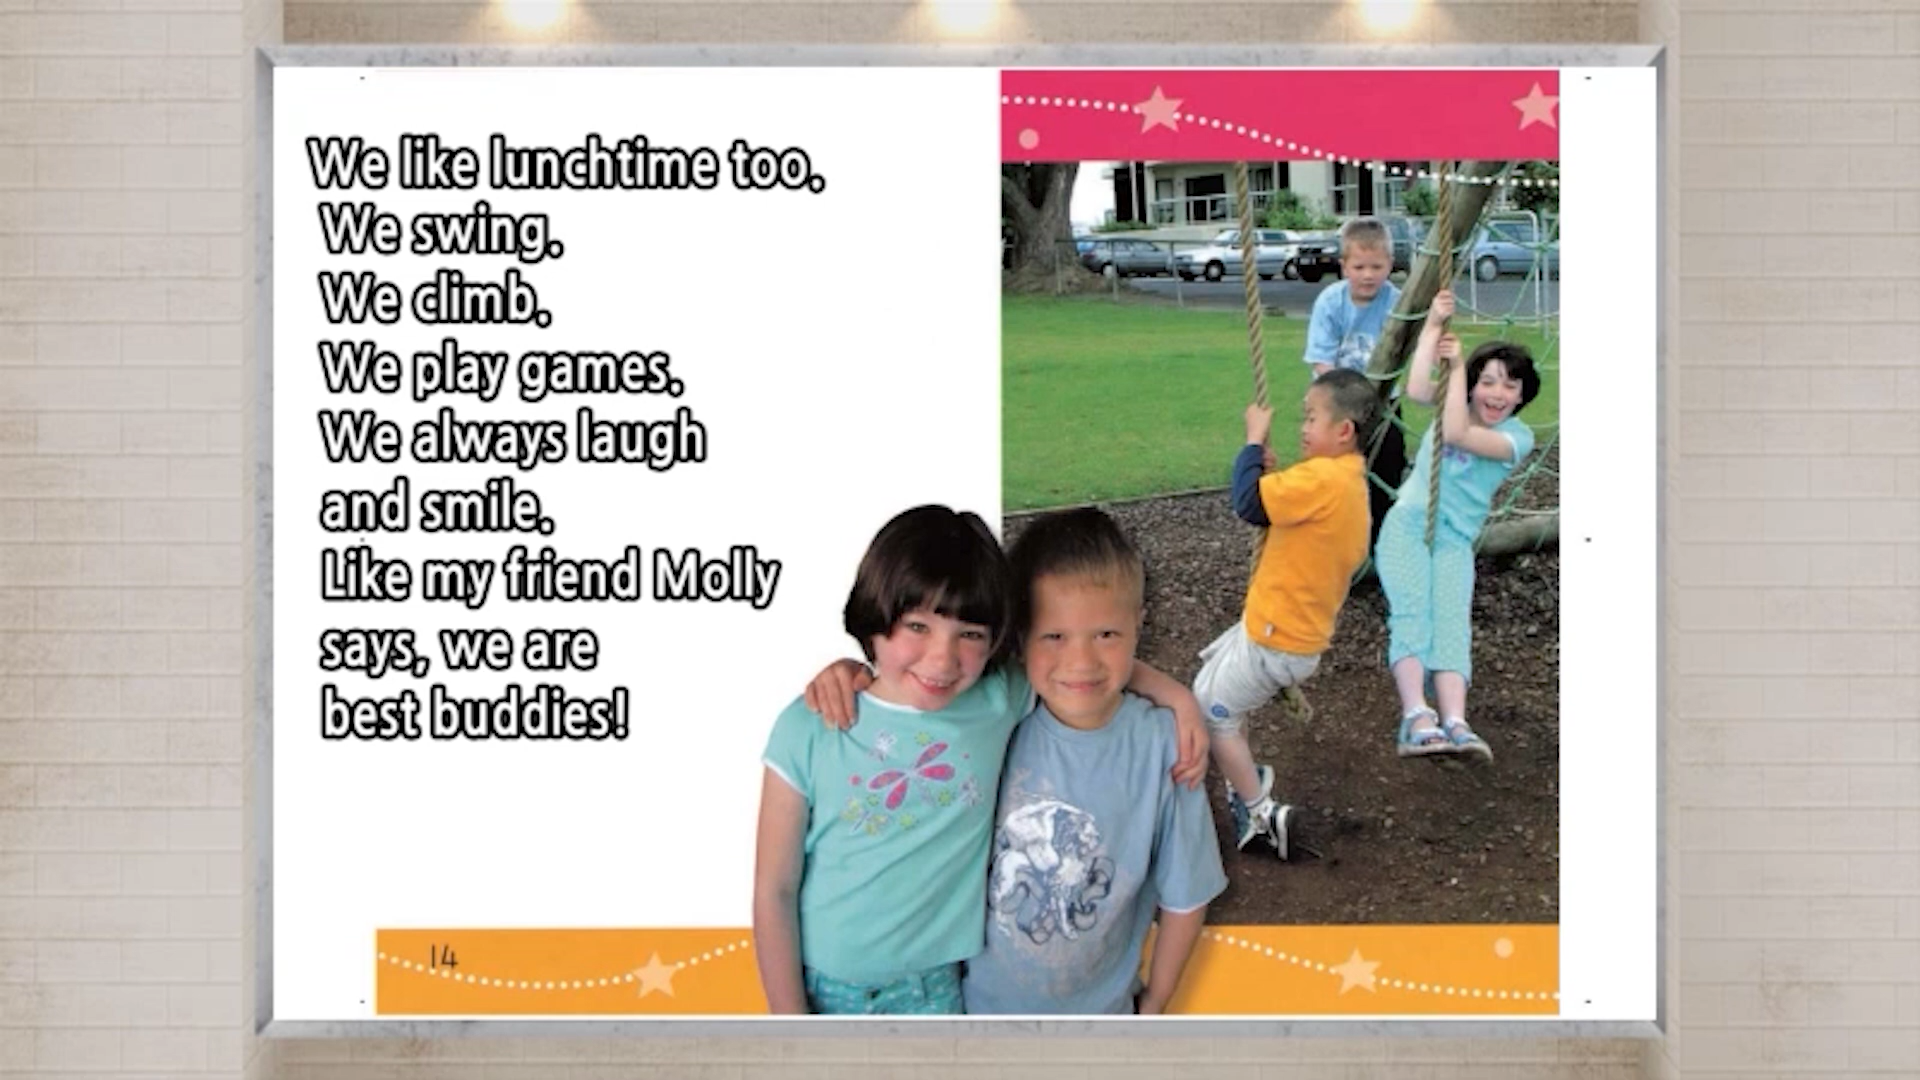 We like lunchtime too.
We swing.
We climb.
We play games.
We always laugh
and smile.
Like my friend Molly
says, we are
best buddies!
14